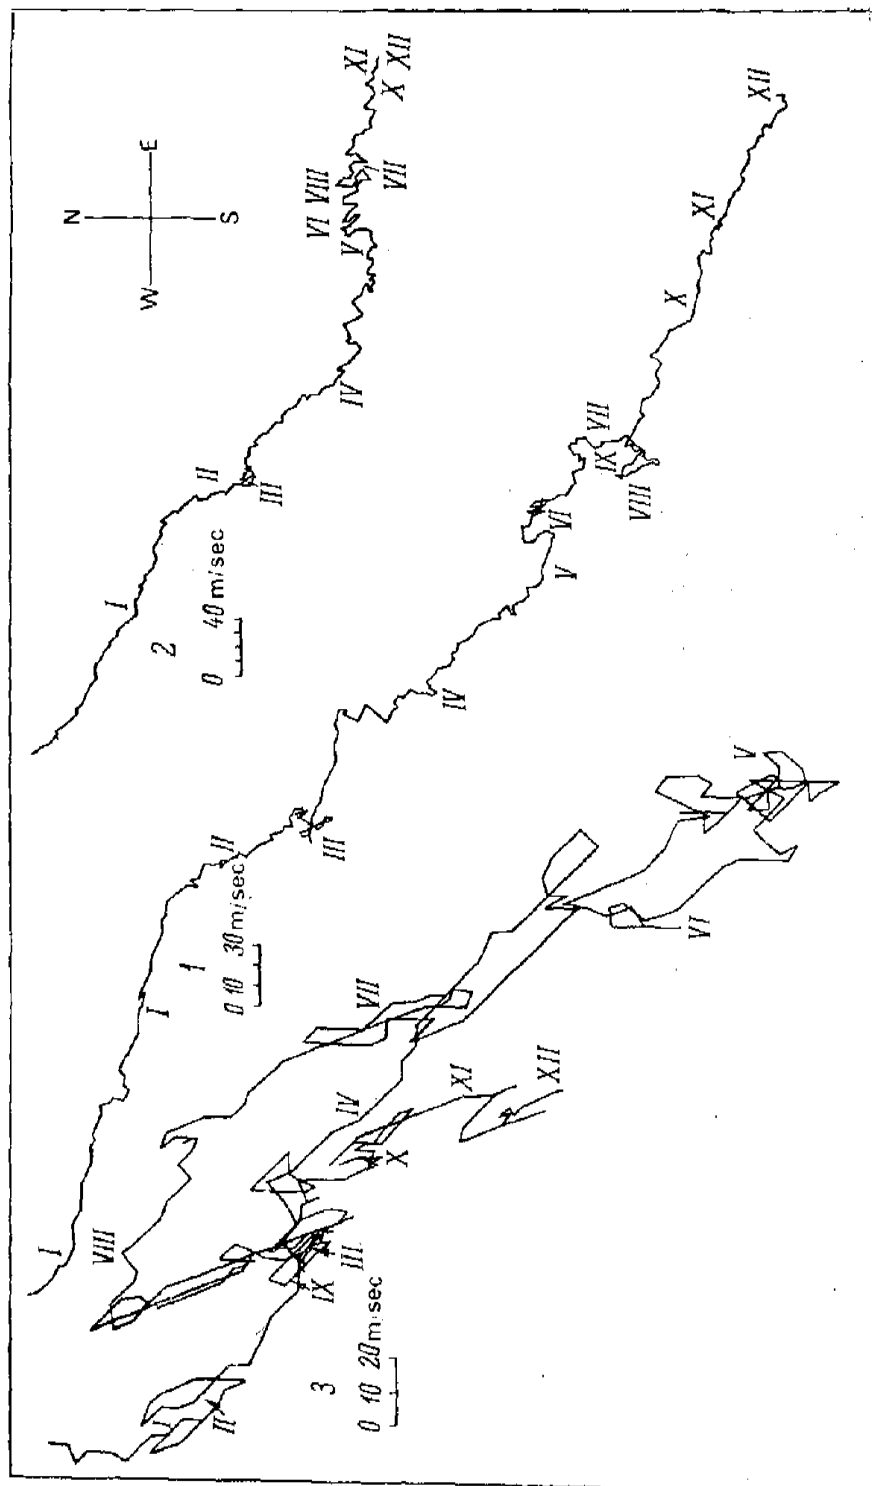 N
W
E
S
I
II
III
IV
V
VI VIII
VII
X
XI
XII
2
0 40 m/sec
I
I
II
III
IV
V
VI
VII
IX
VIII
X
XI
XII
1
0 10 30 m/sec
I
II
III
IX
VIII
IV
X
VII
XI
XII
VI
V
3
0 10 20 m/sec